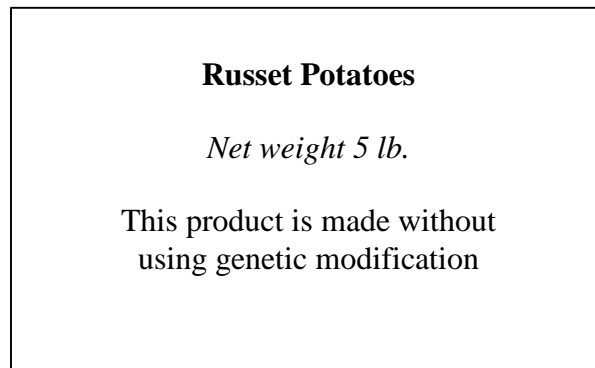 Russet Potatoes
Net weight 5 lb.
This product is made without
using genetic modification